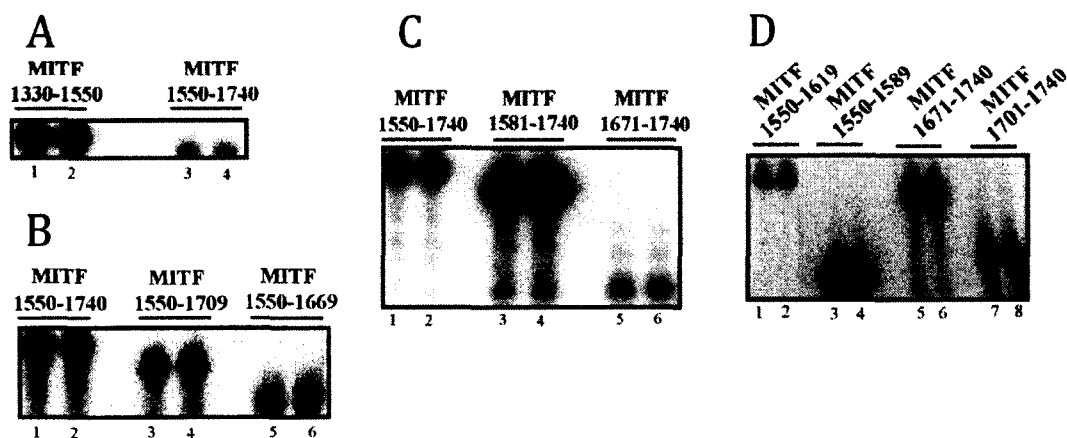 A
MITF MITF
1330-1550 1550-1740
1 2 3 4
B
MITF MITF MITF
1550-1740 1550-1709 1550-1669
1 2 3 4 5 6
C
MITF MITF MITF
1550-1740 1581-1740 1671-1740
1 2 3 4 5 6
D
MITF
1550-1619
MITF
1550-1589
MITF
1671-1740
MITF
1701-1740
1 2 3 4 5 6 7 8